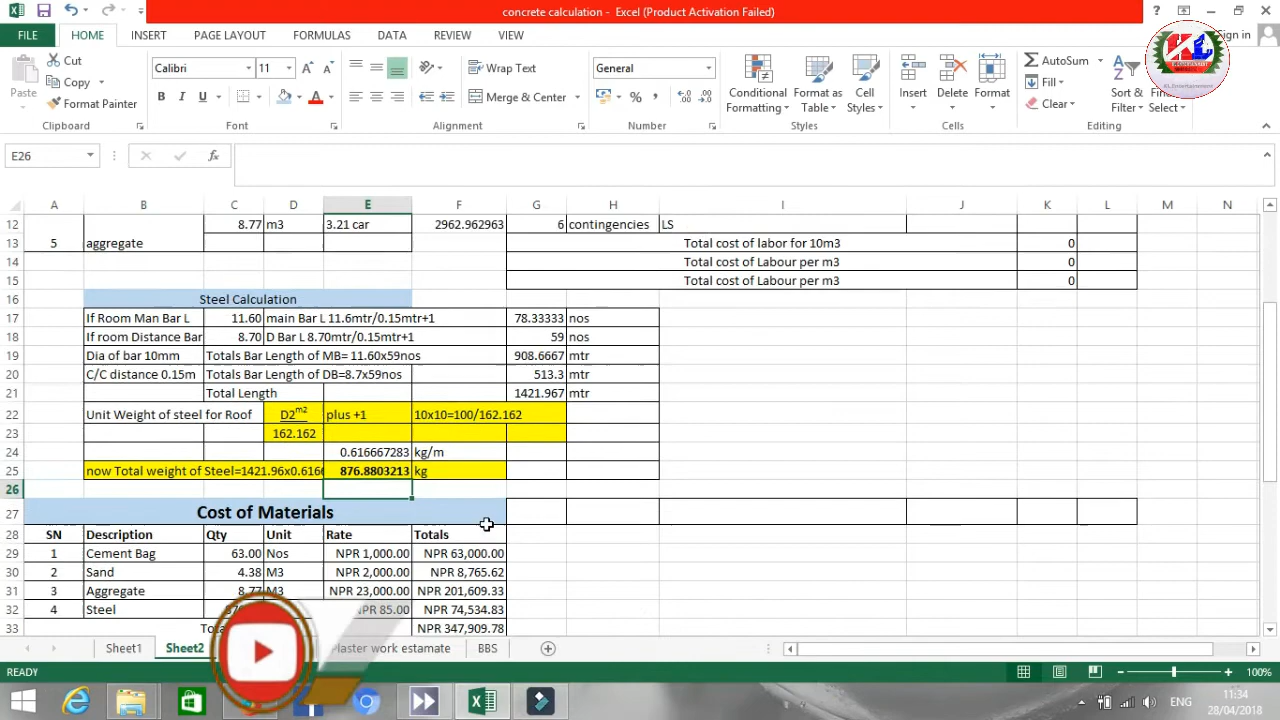 concrete calculation - Excel (Product Activation Failed)
FILE HOME INSERT PAGE LAYOUT FORMULAS DATA REVIEW VIEW
Cut
Copy
Format Painter
Paste
Calibri 11
B I U
Wrap Text
Merge & Center
General
Conditional Formatting
Format as Table
Cell Styles
Insert Delete Format
AutoSum
Fill
Clear
Sort & Filter
Select
Clipboard Font Alignment Number Styles Cells Editing
E26
A B C D E F G H I J K L M N
12 8.77 m3 3.21 car 2962.962963 6 contingencies LS
13 5 aggregate Total cost of labor for 10m3 0
14 Total cost of Labour per m3 0
15 Total cost of Labour per m3 0
16 Steel Calculation
17 If Room Man Bar L 11.60 main Bar L 11.6mtr/0.15mtr+1 78.33333 nos
18 If room Distance Bar 8.70 D Bar L 8.70mtr/0.15mtr+1 59 nos
19 Dia of bar 10mm Totals Bar Length of MB= 11.60x59nos 908.6667 mtr
20 C/C distance 0.15m Totals Bar Length of DB=8.7x59nos 513.3 mtr
21 Total Length 1421.967 mtr
22 Unit Weight of steel for Roof D2m2 plus +1 10x10=100/162.162
23 162.162
24 0.616667283 kg/m
25 now Total weight of Steel=1421.96x0.6166 876.8803213 kg
26
27 Cost of Materials
28 SN Description Qty Unit Rate Totals
29 1 Cement Bag 63.00 Nos NPR 1,000.00 NPR 63,000.00
30 2 Sand 4.38 M3 NPR 2,000.00 NPR 8,765.62
31 3 Aggregate 8.77 M3 NPR 23,000.00 NPR 201,609.33
32 4 Steel NPR 85.00 NPR 74,534.83
33 NPR 347,909.78
Sheet1 Sheet2 Plaster work estamate BBS
READY 100%
ENG
11:34
28/04/2018